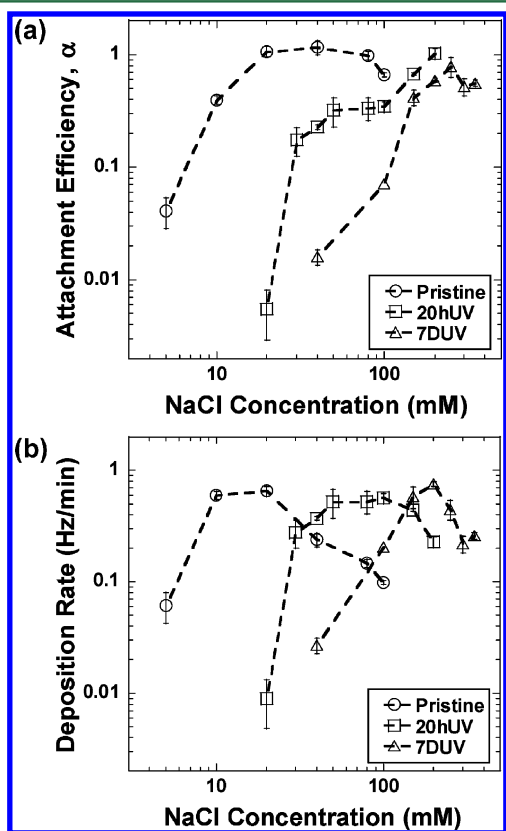 (a)
Attachment Efficiency, α
1
0.1
0.01
Pristine
20hUV
7DUV
10
100
NaCl Concentration (mM)
(b)
Deposition Rate (Hz/min)
1
0.1
0.01
Pristine
20hUV
7DUV
10
100
NaCl Concentration (mM)